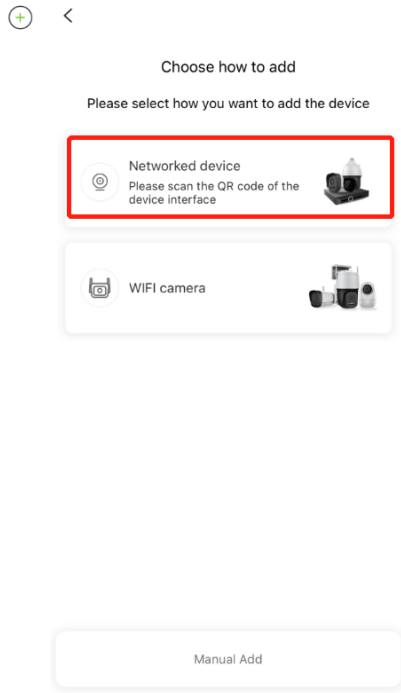 Choose how to add
Please select how you want to add the device
Networked device
Please scan the QR code of the
device interface
WIFI camera
Manual Add